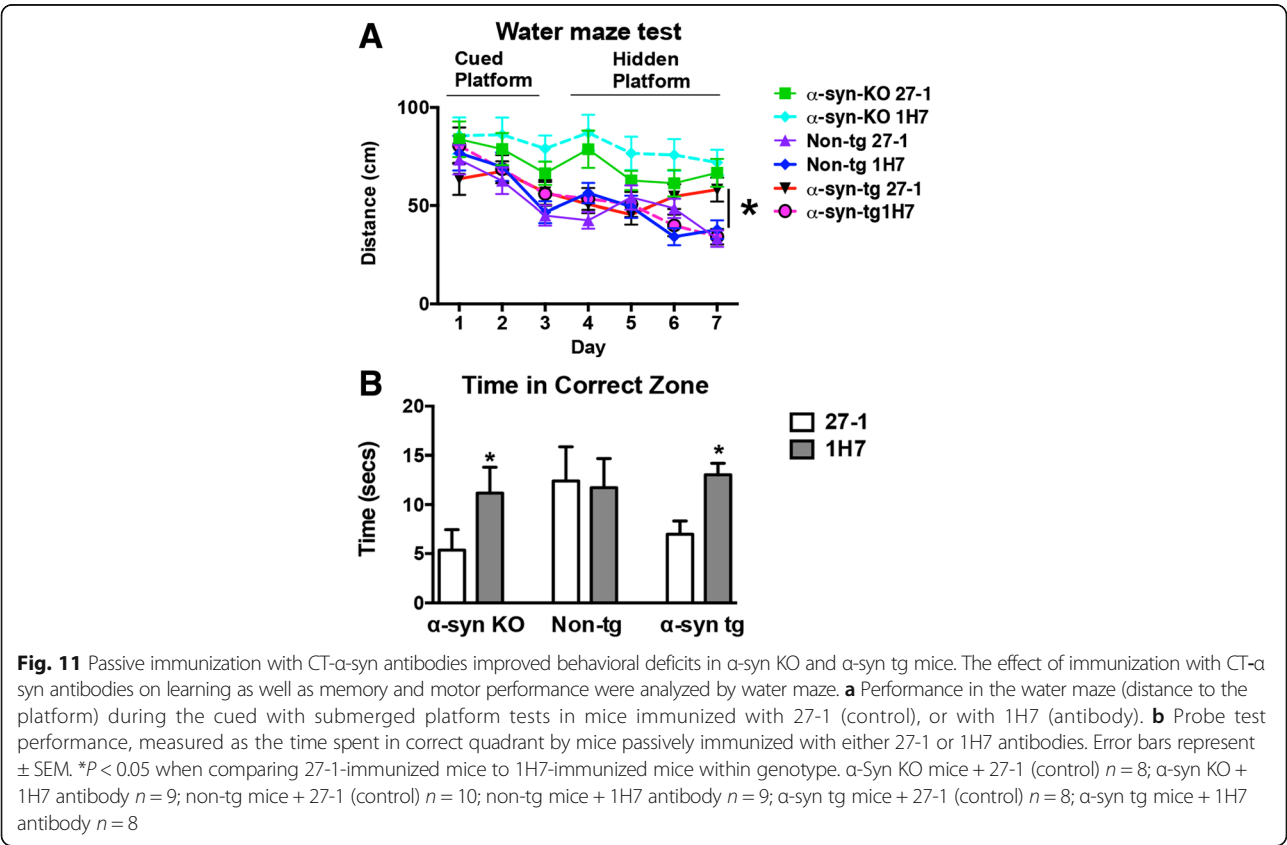 A
Water maze test
Cued Platform
Hidden Platform
100
50
0
Distance (cm)
1 2 3 4 5 6 7
Day
α-syn-KO 27-1
α-syn-KO 1H7
Non-tg 27-1
Non-tg 1H7
α-syn-tg 27-1
α-syn-tg1H7
*
B
Time in Correct Zone
20
15
10
5
0
Time (secs)
* *
27-1
1H7
α-syn KO Non-tg α-syn tg
Fig. 11 Passive immunization with CT-α-syn antibodies improved behavioral deficits in α-syn KO and α-syn tg mice. The effect of immunization with CT-α
syn antibodies on learning as well as memory and motor performance were analyzed by water maze. a Performance in the water maze (distance to the
platform) during the cued with submerged platform tests in mice immunized with 27-1 (control), or with 1H7 (antibody). b Probe test
performance, measured as the time spent in correct quadrant by mice passively immunized with either 27-1 or 1H7 antibodies. Error bars represent
± SEM. *P < 0.05 when comparing 27-1-immunized mice to 1H7-immunized mice within genotype. α-Syn KO mice + 27-1 (control) n = 8; α-syn KO +
1H7 antibody n = 9; non-tg mice + 27-1 (control) n = 10; non-tg mice + 1H7 antibody n = 9; α-syn tg mice + 27-1 (control) n = 8; α-syn tg mice + 1H7
antibody n = 8